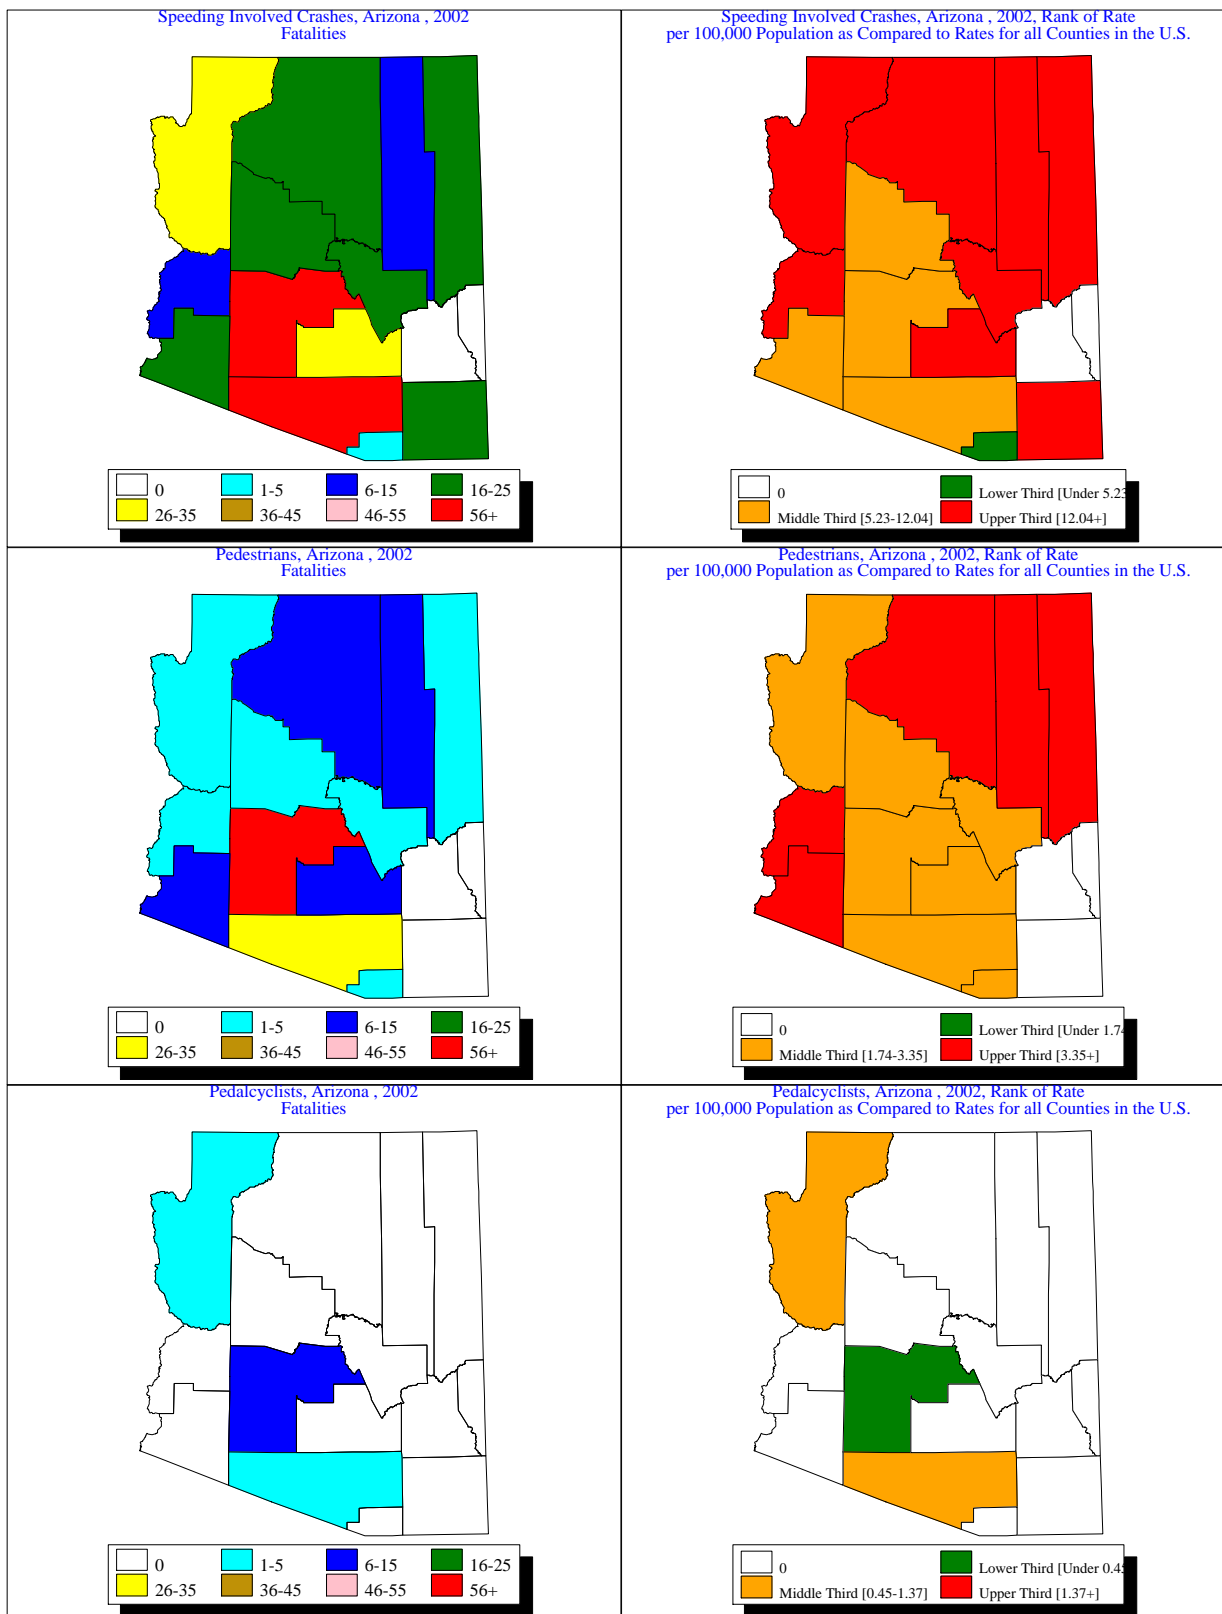 Speeding Involved Crashes, Arizona , 2002
Fatalities
0 1-5 6-15 16-25
26-35 36-45 46-55 56+
Speeding Involved Crashes, Arizona , 2002, Rank of Rate
per 100,000 Population as Compared to Rates for all Counties in the U.S.
0 Lower Third [Under 5.23
Middle Third [5.23-12.04] Upper Third [12.04+]
Pedestrians, Arizona , 2002
Fatalities
0 1-5 6-15 16-25
26-35 36-45 46-55 56+
Pedestrians, Arizona , 2002, Rank of Rate
per 100,000 Population as Compared to Rates for all Counties in the U.S.
0 Lower Third [Under 1.74
Middle Third [1.74-3.35] Upper Third [3.35+]
Pedalcyclists, Arizona , 2002
Fatalities
0 1-5 6-15 16-25
26-35 36-45 46-55 56+
Pedalcyclists, Arizona , 2002, Rank of Rate
per 100,000 Population as Compared to Rates for all Counties in the U.S.
0 Lower Third [Under 0.45
Middle Third [0.45-1.37] Upper Third [1.37+]